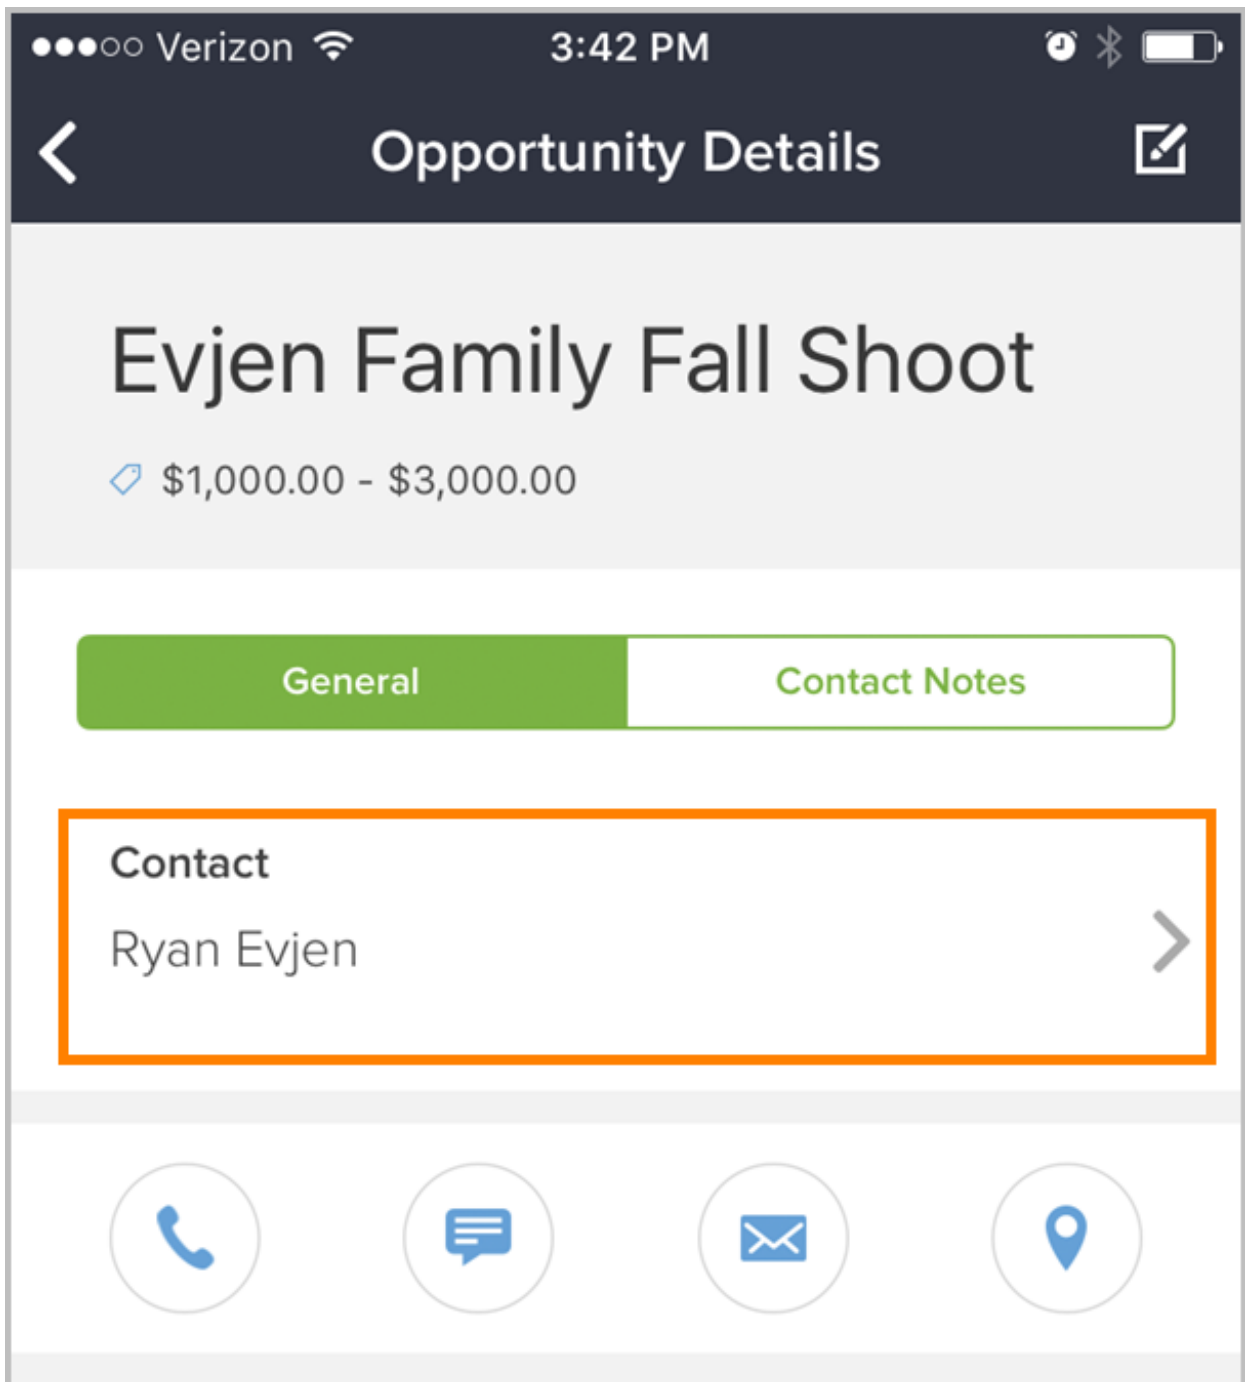 Verizon 3:42 PM
Opportunity Details
Evjen Family Fall Shoot
$1,000.00 - $3,000.00
General Contact Notes
Contact
Ryan Evjen